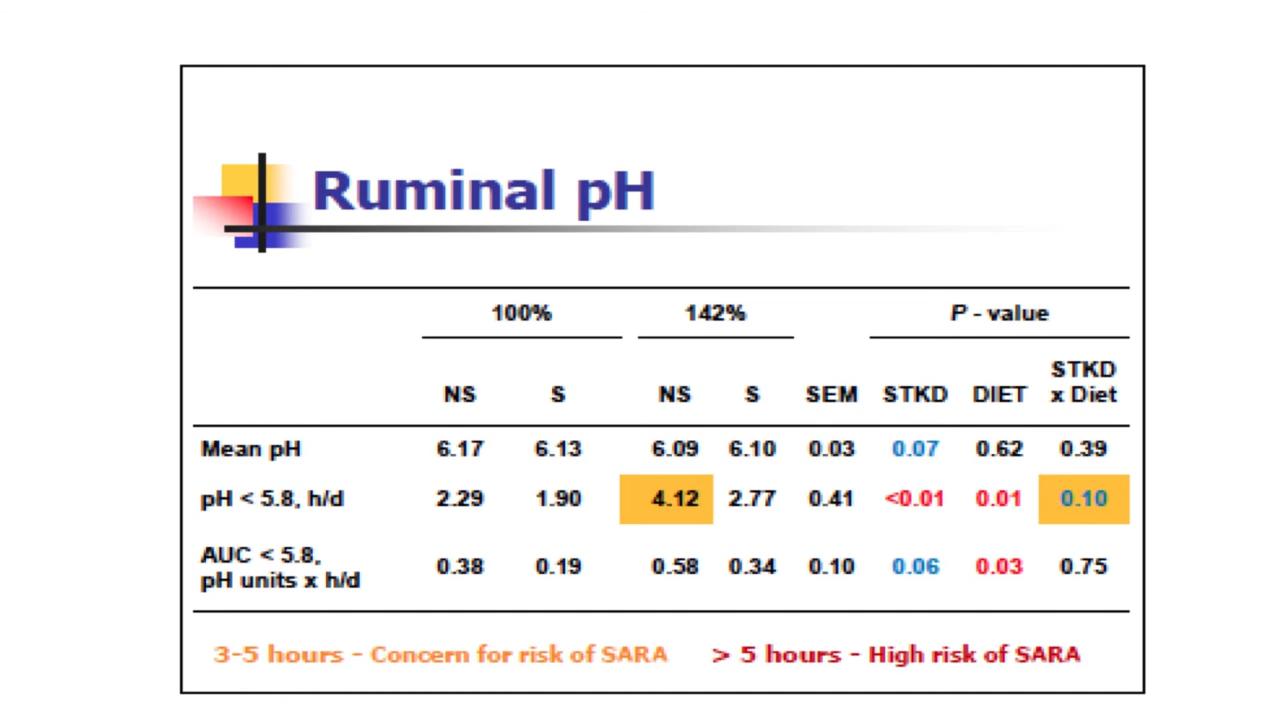 Ruminal pH
100% 142% P - value
STKD
NS S NS S SEM STKD DIET x Diet
Mean pH 6.17 6.13 6.09 6.10 0.03 0.07 0.62 0.39
pH < 5.8, h/d 2.29 1.90 4.12 2.77 0.41 <0.01 0.01 0.10
AUC < 5.8,
pH units x h/d 0.38 0.19 0.58 0.34 0.10 0.06 0.03 0.75
3-5 hours - Concern for risk of SARA > 5 hours - High risk of SARA